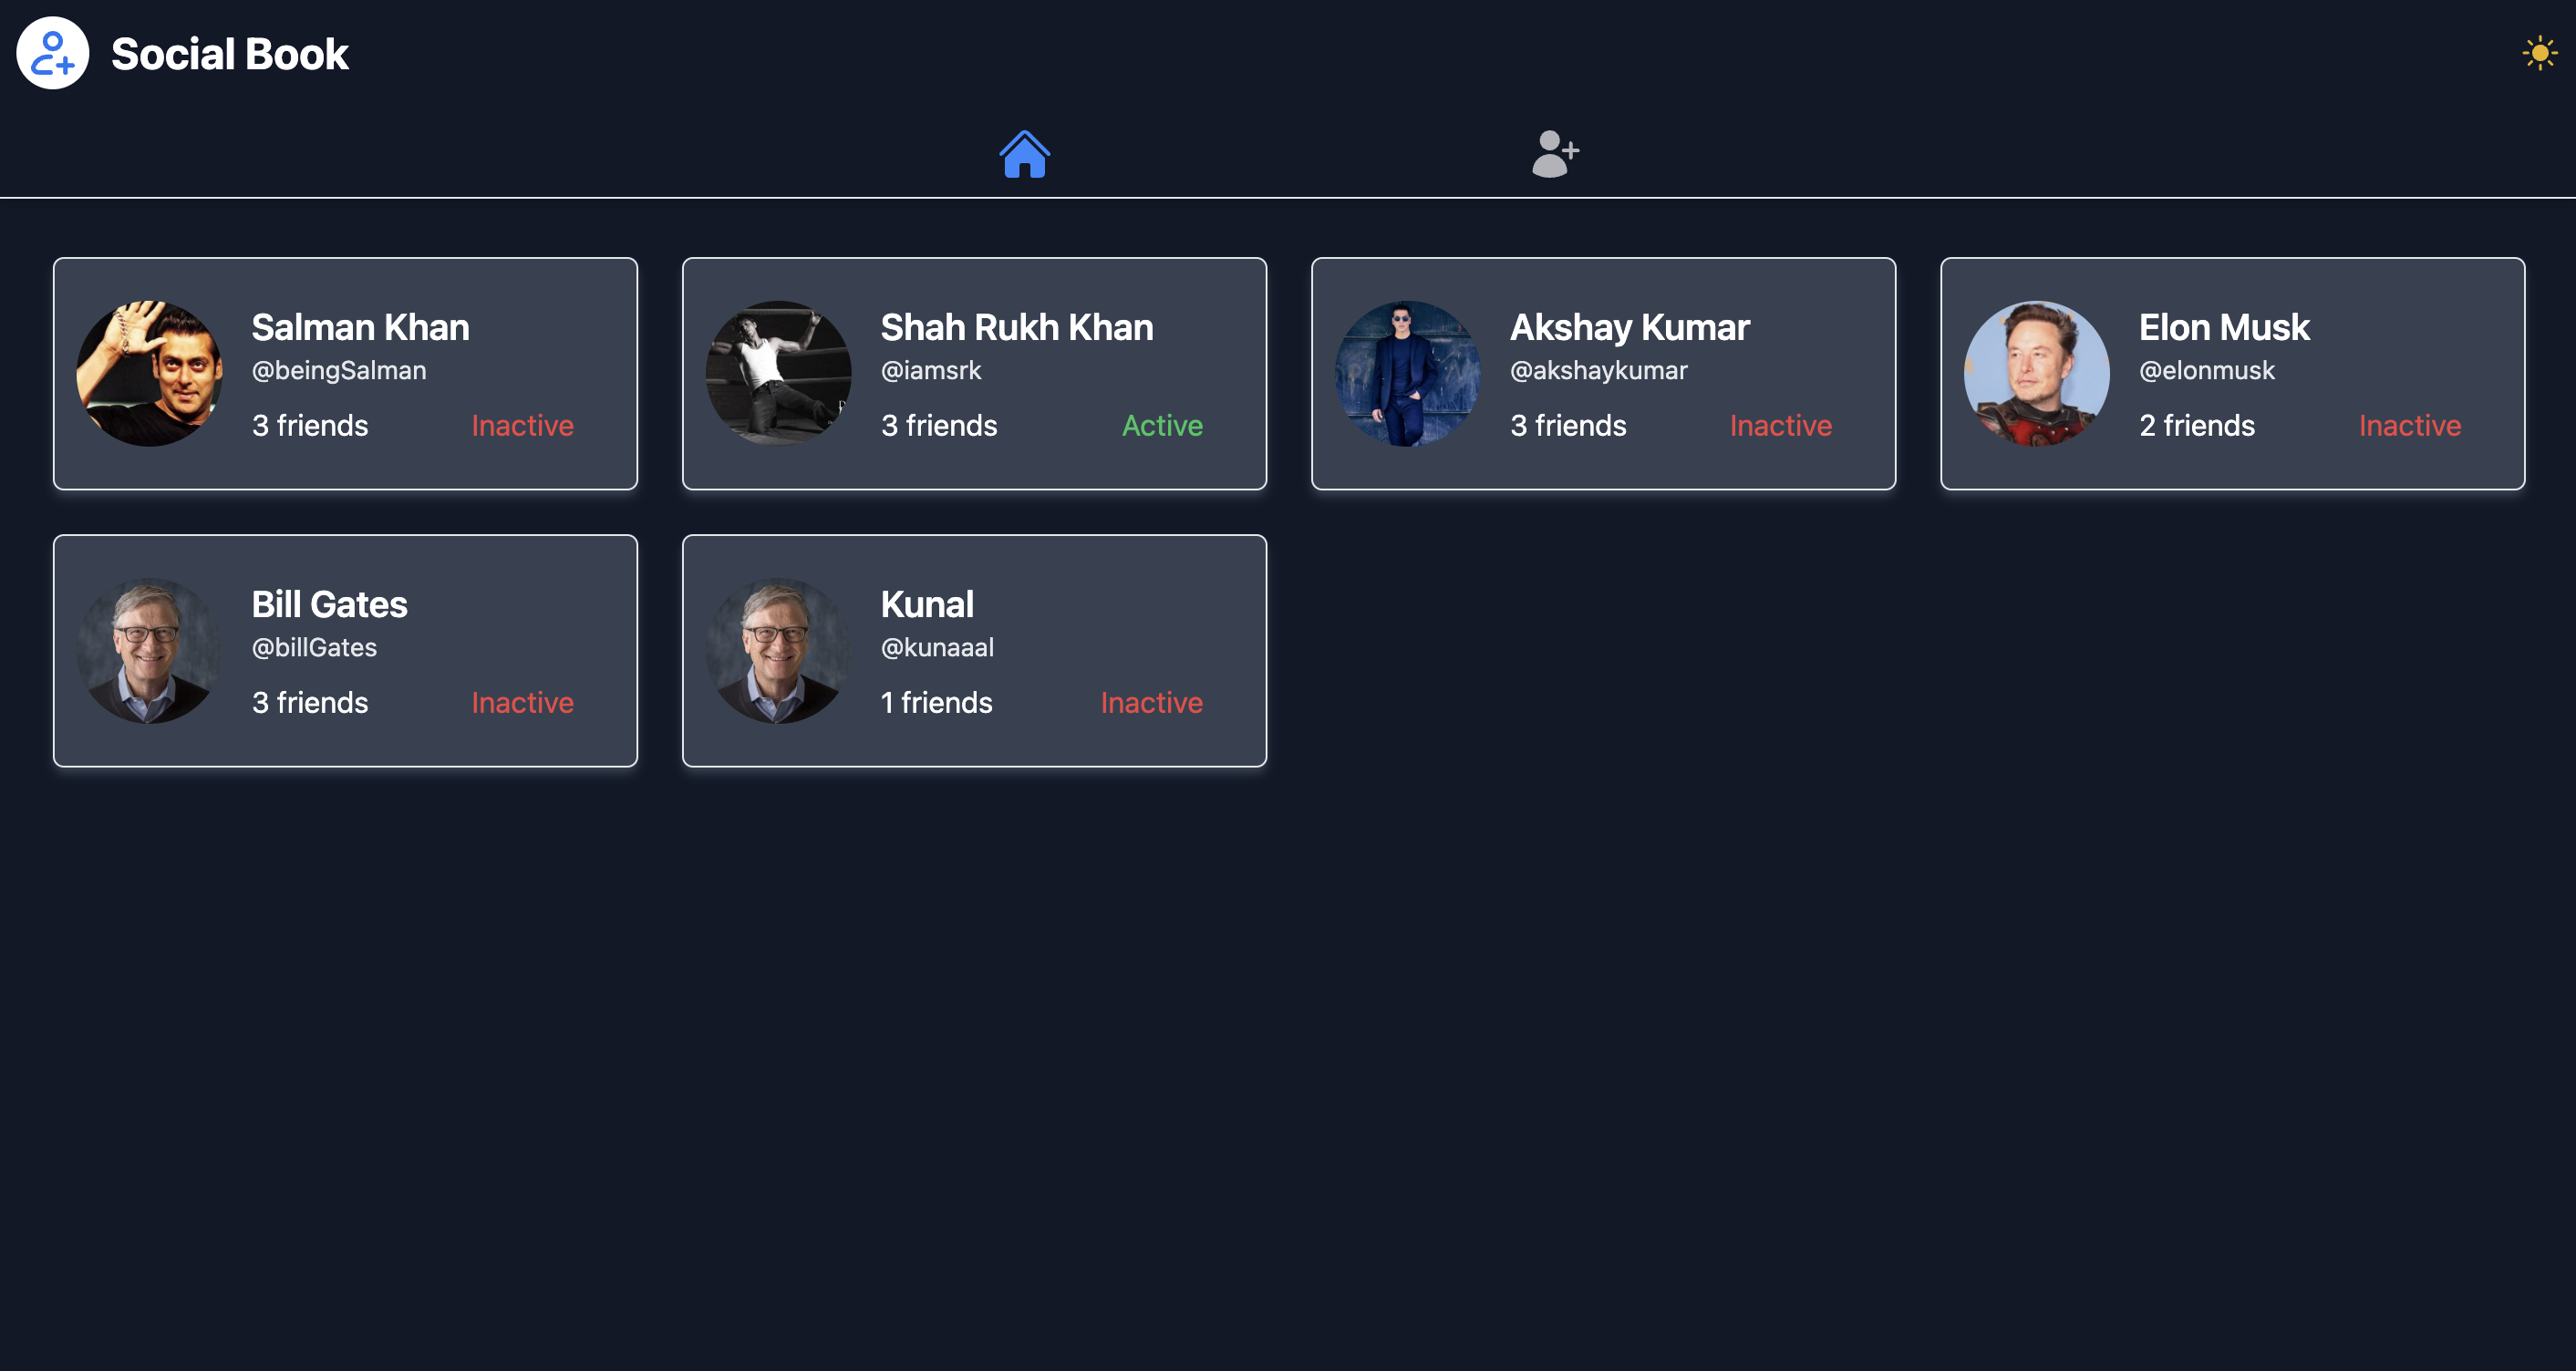 Social Book
Salman Khan
@beingSalman
3 friends Inactive
Shah Rukh Khan
@iamsrk
3 friends Active
Akshay Kumar
@akshaykumar
3 friends Inactive
Elon Musk
@elonmusk
2 friends Inactive
Bill Gates
@billGates
3 friends Inactive
Kunal
@kunaaal
1 friends Inactive